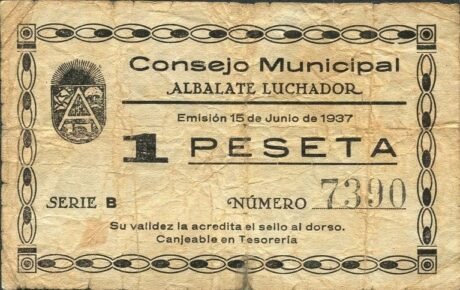 Consejo Municipal
ALBALATE LUCHADOR
Emisión 15 de Junio de 1937
1 PESETA
SERIE B NÚMERO 7390
Su validez la acredita el sello al dorso.
Canjeable en Tesorería